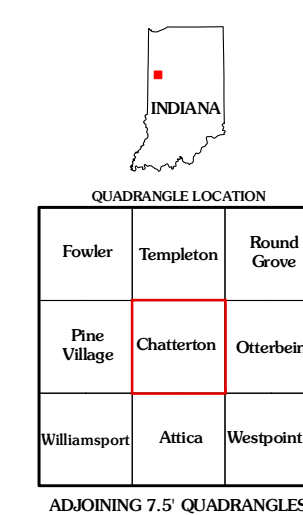 INDIANA
QUADRANGLE LOCATION
Fowler
Templeton
Round
Grove
Pine
Village
Chatterton
Otterbein
Williamsport
Attica
Westpoint
ADJOINING 7.5' QUADRANGLES